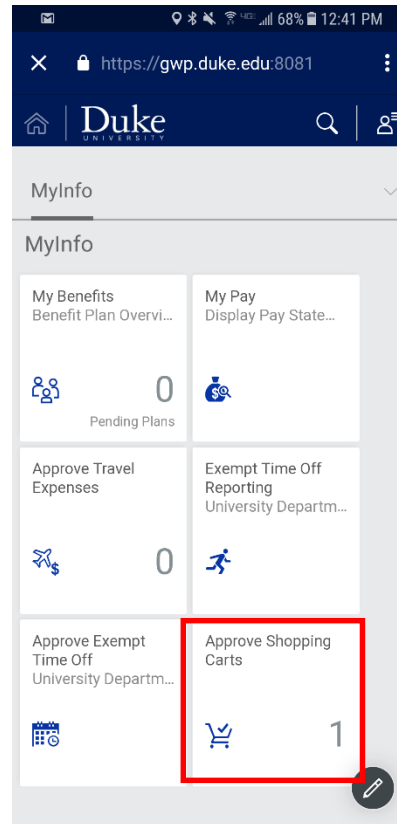 68% 12:41 PM
https://gwp.duke.edu:8081
Duke
UNIVERSITY
MyInfo
MyInfo
My Benefits
Benefit Plan Overvi...
0
Pending Plans
My Pay
Display Pay State...
Approve Travel
Expenses
$
0
Exempt Time Off
Reporting
University Departm...
Approve Exempt
Time Off
University Departm...
Approve Shopping
Carts
1